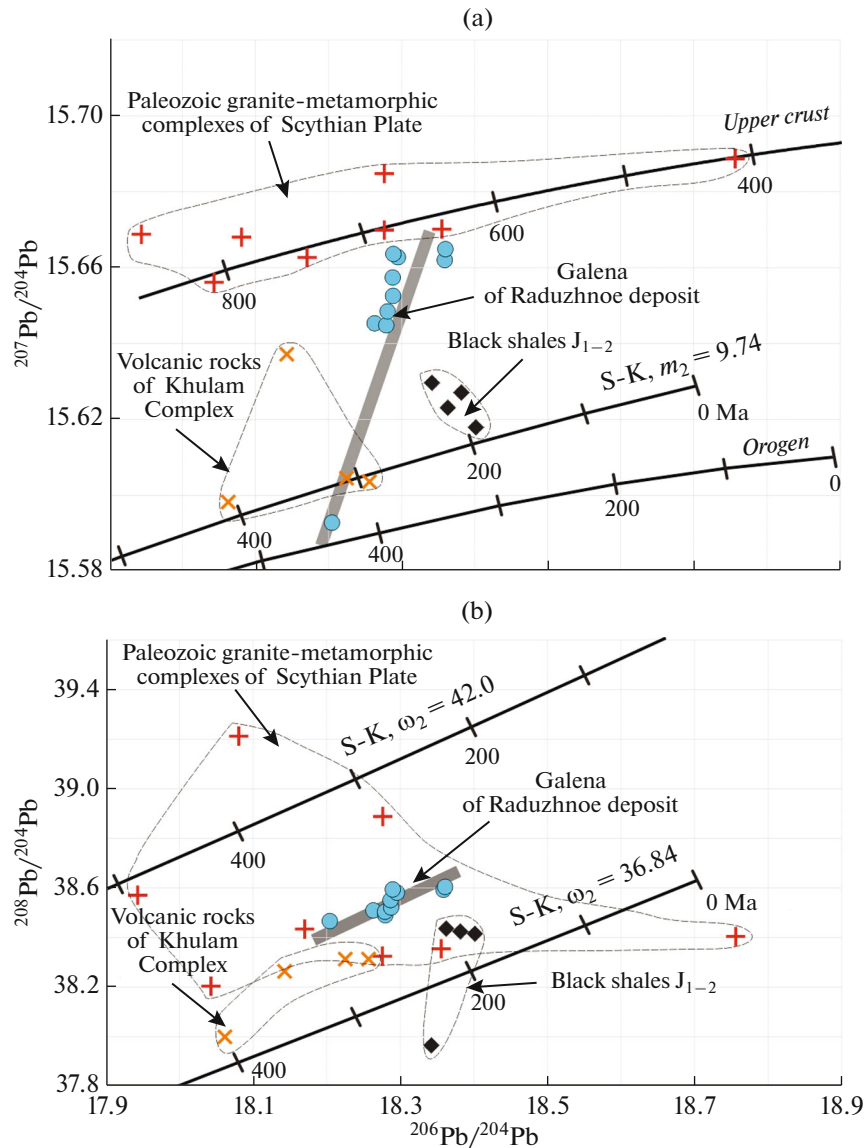 (a)
Paleozoic granite-metamorphic
complexes of Scythian Plate
Upper crust
15.70
400
600
800
15.66
Galena
of Raduzhnoe deposit
Black shales J1–2
Volcanic rocks
of Khulam
Complex
S-K, m2 = 9.74
0 Ma
15.62
200
Orogen
0
200
400
400
15.58
207Pb/204Pb
(b)
Paleozoic granite-metamorphic
complexes of Scythian Plate
39.4
S-K, ω2 = 42.0
200
Galena
of Raduzhnoe deposit
39.0
400
S-K, ω2 = 36.84
0 Ma
38.6
Volcanic rocks
of Khulam
Complex
38.2
200
Black shales J1–2
400
37.8
208Pb/204Pb
17.9 18.1 18.3 18.5 18.7 18.9
206Pb/204Pb